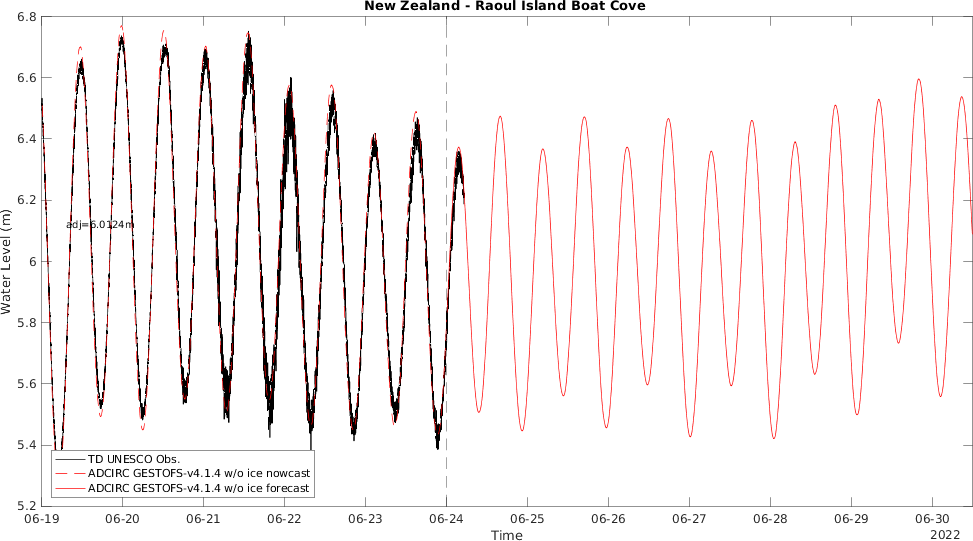 New Zealand - Raoul Island Boat Cove
6.8
6.6
6.4
6.2
6
5.8
5.6
5.4
5.2
Water Level (m)
adj=6.0124m
TD UNESCO Obs.
ADCIRC GESTOFS-v4.1.4 w/o ice nowcast
ADCIRC GESTOFS-v4.1.4 w/o ice forecast
06-19 06-20 06-21 06-22 06-23 06-24 06-25 06-26 06-27 06-28 06-29 06-30
Time
2022